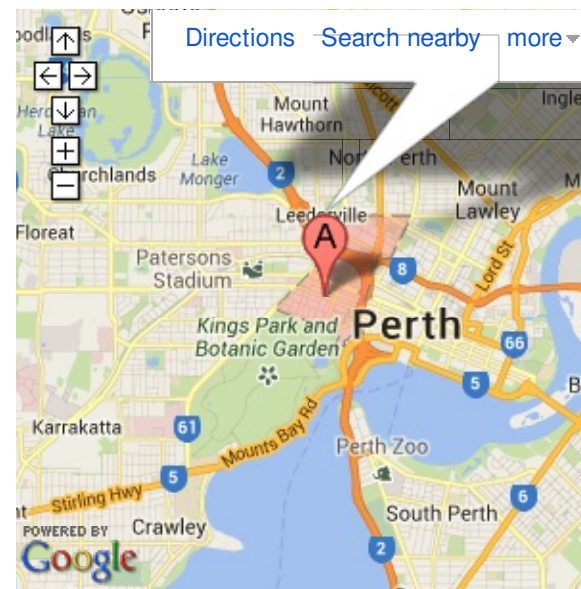 Directions Search nearby more
Mount
Hawthorn
Lake
Monger
2
North Perth
Mount
Lawley
Leederville
Floreat
A
Patersons
Stadium
8
Lord St
Kings Park and
Botanic Garden
Perth
66
5
Karrakatta
61
Mounts Bay Rd
Perth Zoo
5
Stirling Hwy
6
South Perth
POWERED BY
Google
Crawley
2